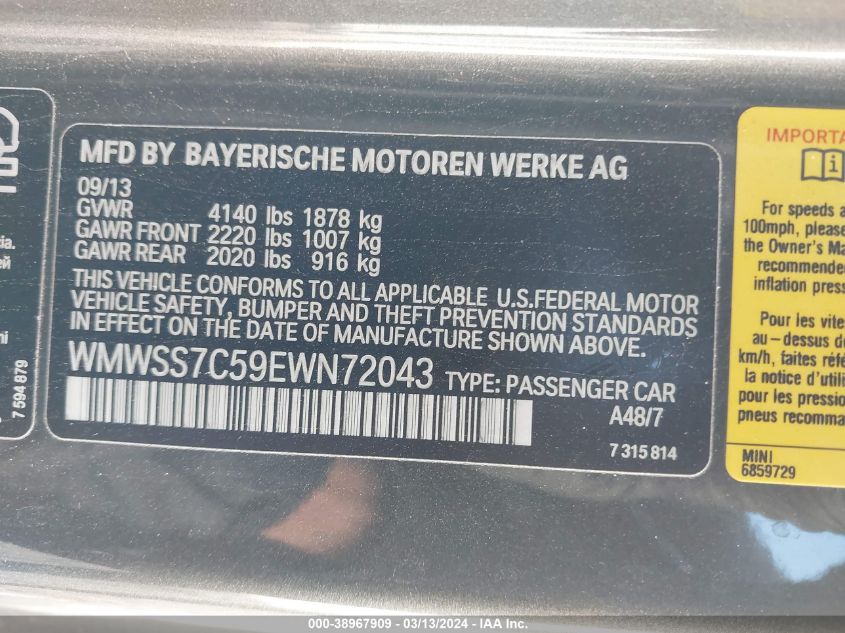 MFD BY BAYERISCHE MOTOREN WERKE AG
09/13
GVWR 4140 lbs 1878 kg
GAWR FRONT 2220 lbs 1007 kg
GAWR REAR 2020 lbs 916 kg
THIS VEHICLE CONFORMS TO ALL APPLICABLE U.S.FEDERAL MOTOR
VEHICLE SAFETY, BUMPER AND THEFT PREVENTION STANDARDS
IN EFFECT ON THE DATE OF MANUFACTURE SHOWN ABOVE.
WMWSS7C59EWN72043 TYPE: PASSENGER CAR
A48/7
7 315 814
7 594 879
IMPORTA
For speeds a
100mph, please
the Owner's Ma
recommended
inflation press
Pour les vite
au-dessus de
km/h, faites
la notice d'utili
pour les pression
pneus recomma
MINI
6859729
000-38967909 - 03/13/2024 - IAA Inc.